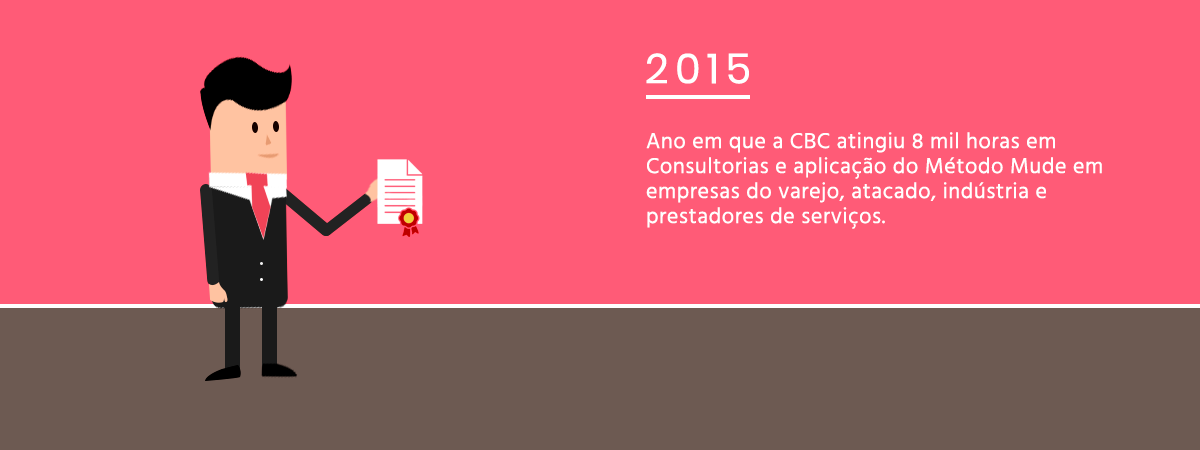 2015
Ano em que a CBC atingiu 8 mil horas em
Consultorias e aplicação do Método Mude em
empresas do varejo, atacado, indústria e
prestadores de serviços.